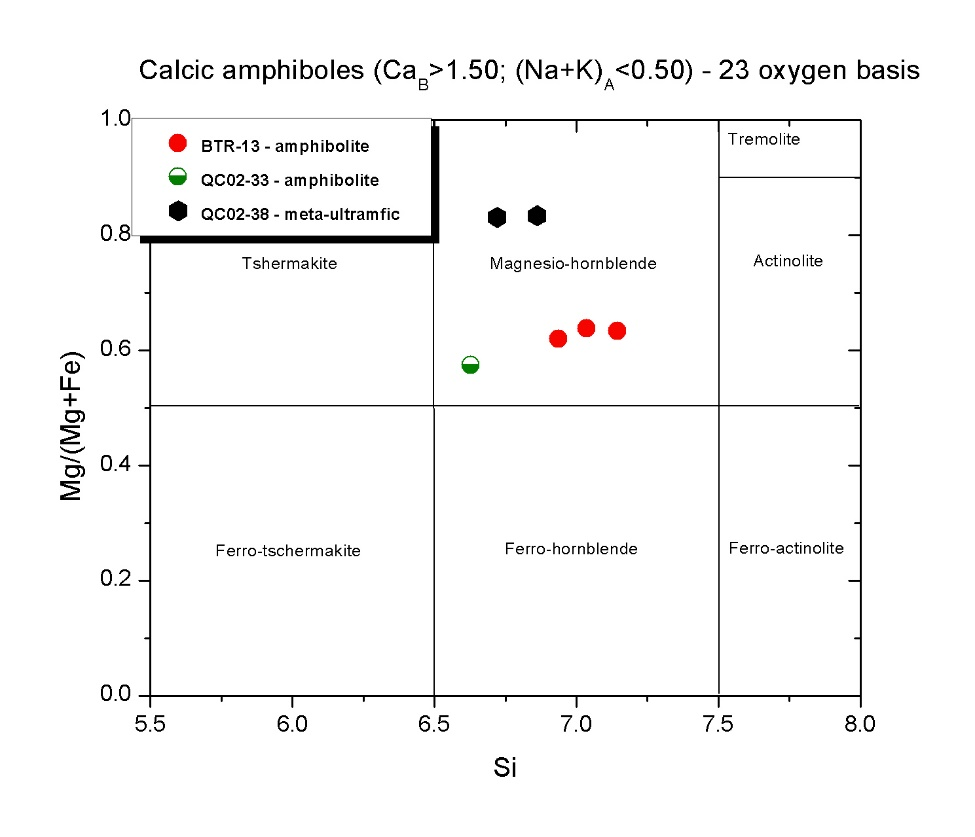 Calcic amphiboles (CaB>1.50; (Na+K)A<0.50) - 23 oxygen basis
1.0
BTR-13 - amphibolite
QC02-33 - amphibolite
QC02-38 - meta-ultramfic
Tremolite
0.8
Tshermakite
Magnesio-hornblende
Actinolite
0.6
Mg/(Mg+Fe)
0.4
Ferro-tschermakite
Ferro-hornblende
Ferro-actinolite
0.2
0.0
5.5 6.0 6.5 7.0 7.5 8.0
Si